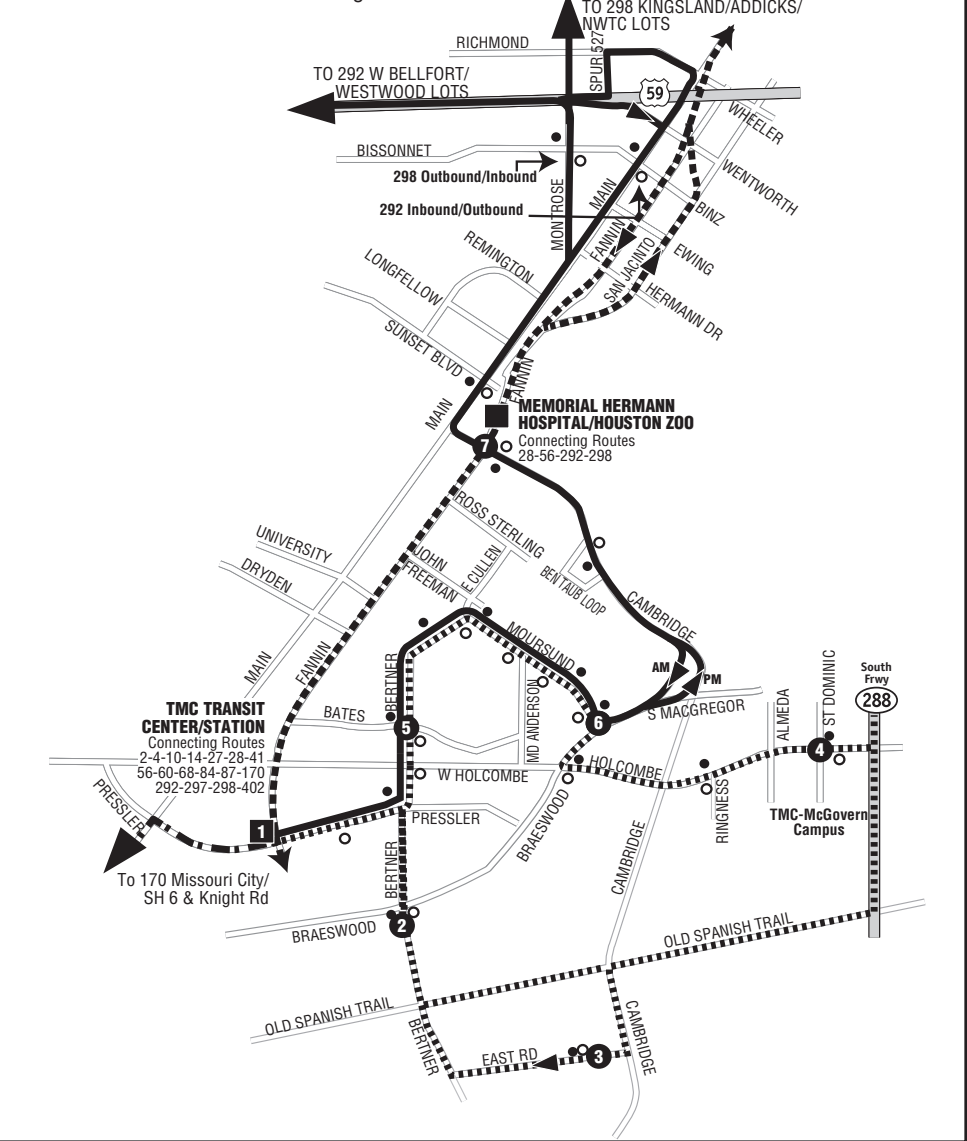 TO 298 KINGSLAND/ADDICKS/
NWTC LOTS
RICHMOND
SPUR 527
TO 292 W BELLFORT/
WESTWOOD LOTS
59
WHEELER
BISSONNET
298 Outbound/Inbound
WENTWORTH
292 Inbound/Outbound
MONTROSE
MAIN
BINZ
FANNIN
SAN JACINTO
EWING
REMINGTON
LONGFELLOW
HERMANN DR
SUNSET BLVD
FANNIN
MAIN
MEMORIAL HERMANN
HOSPITAL/HOUSTON ZOO
Connecting Routes
28-56-292-298
7
ROSS STERLING
UNIVERSITY
JOHN
FREEMAN
E CULLEN
DRYDEN
BEN TAUB LOOP
CAMBRIDGE
MOURSUND
MAIN
FANNIN
BERTNER
AM
PM
South
Frwy
288
MD ANDERSON
S MACGREGOR
ALMEDA
ST DOMINIC
TMC TRANSIT
CENTER/STATION
Connecting Routes
2-4-10-14-27-28-41
56-60-68-84-87-170
292-297-298-402
BATES
5
6
4
W HOLCOMBE
HOLCOMBE
PRESSLER
PRESSLER
RINGNESS
TMC-McGovern
Campus
1
BRAESWOOD
CAMBRIDGE
To 170 Missouri City/
SH 6 & Knight Rd
BERTNER
BRAESWOOD
2
OLD SPANISH TRAIL
OLD SPANISH TRAIL
BERTNER
CAMBRIDGE
EAST RD
3